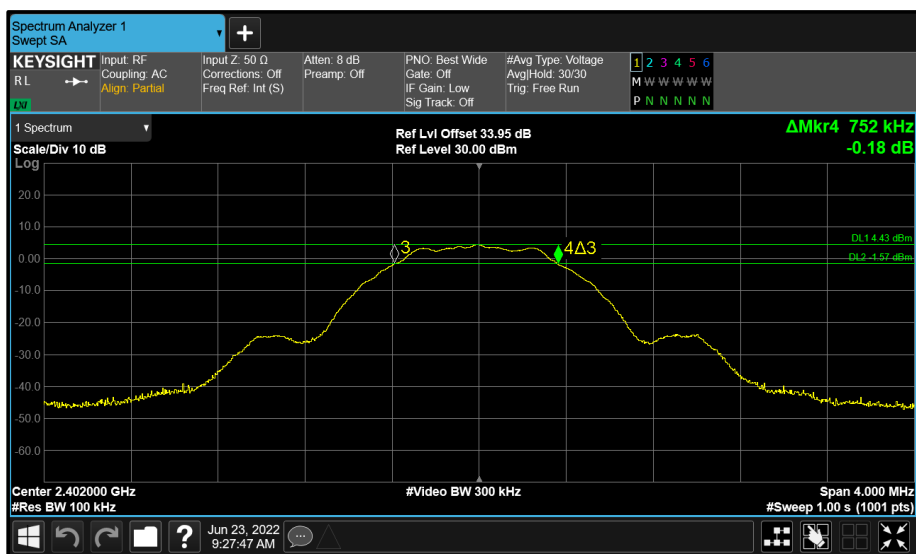 Spectrum Analyzer 1
Swept SA
+
KEYSIGHT
R L
LXI
Input: RF
Coupling: AC
Align: Partial
Input Z: 50 Ω
Corrections: Off
Freq Ref: Int (S)
Atten: 8 dB
Preamp: Off
PNO: Best Wide
Gate: Off
IF Gain: Low
Sig Track: Off
#Avg Type: Voltage
Avg|Hold: 30/30
Trig: Free Run
1 2 3 4 5 6
M W W W W W
P N N N N N
1 Spectrum
Scale/Div 10 dB
Ref Lvl Offset 33.95 dB
Ref Level 30.00 dBm
ΔMkr4 752 kHz
-0.18 dB
Log
20.0
10.0
0.00
-10.0
-20.0
-30.0
-40.0
-50.0
-60.0
3
4Δ3
DL1 4.43 dBm
DL2 -1.57 dBm
Center 2.402000 GHz
#Res BW 100 kHz
#Video BW 300 kHz
Span 4.000 MHz
#Sweep 1.00 s (1001 pts)
?
Jun 23, 2022
9:27:47 AM